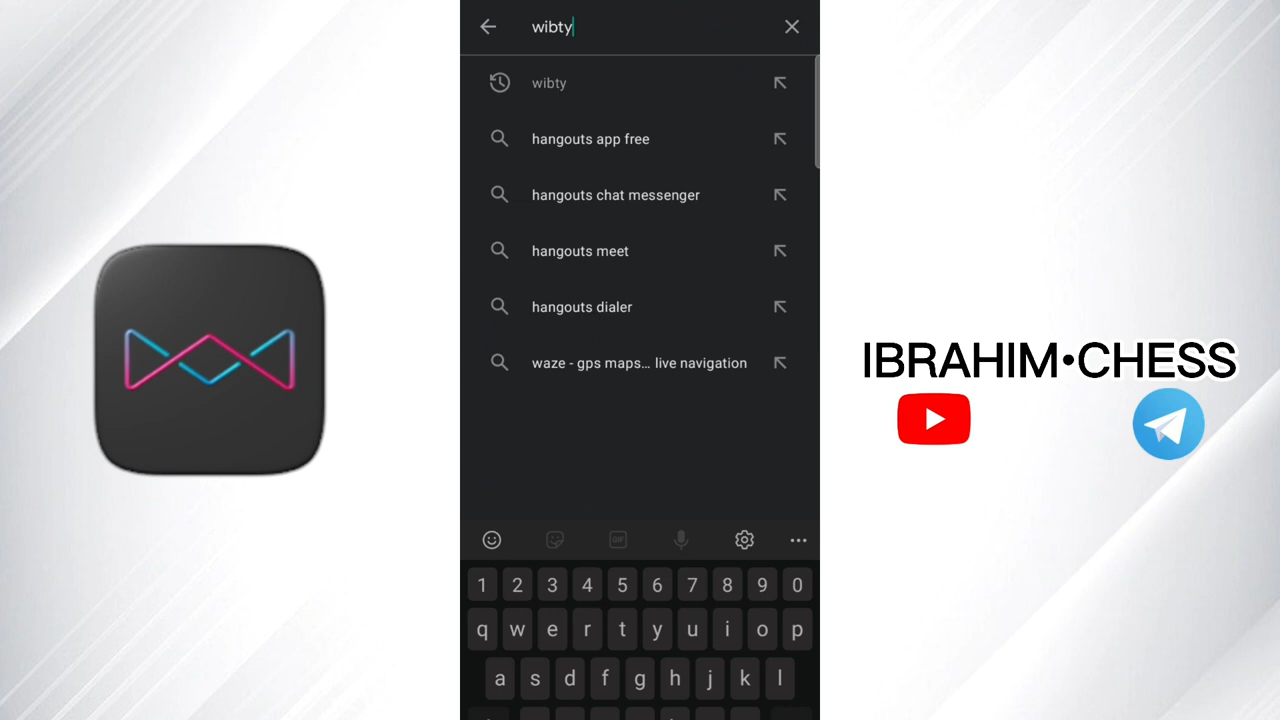 wibty
wibty
hangouts app free
hangouts chat messenger
hangouts meet
hangouts dialer
waze - gps maps... live navigation
IBRAHIM•CHESS
GIF
1 2 3 4 5 6 7 8 9 0
q w e r t y u i o p
a s d f g h j k l